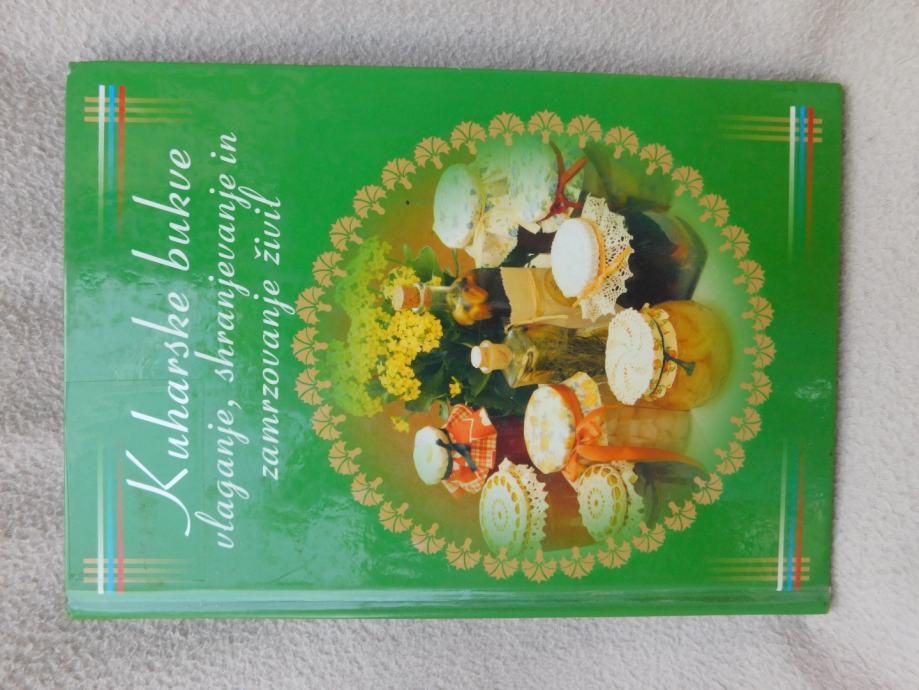 Kuharske bukve
vlaganje, shranjevanje in
zamrzovanje živil